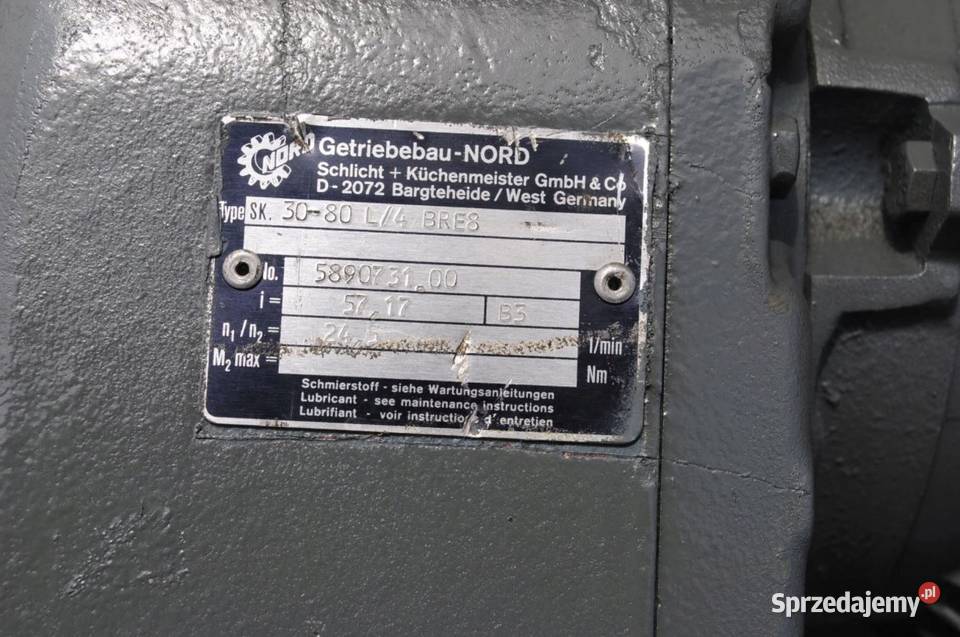 NORD Getriebebau-NORD
Schlicht + Küchenmeister GmbH & Co
D-2072 Bargteheide / West Germany
Type SK. 30-80 L/4 BRE8
No. 5890731.00
i = 57,17 B3
n₁ / n₂ = 24,5 1/min
M₂ max = Nm
Schmierstoff - siehe Wartungsanleitungen
Lubricant - see maintenance instructions
Lubrifiant - voir instructions d'entretien
Sprzedajemy.pl